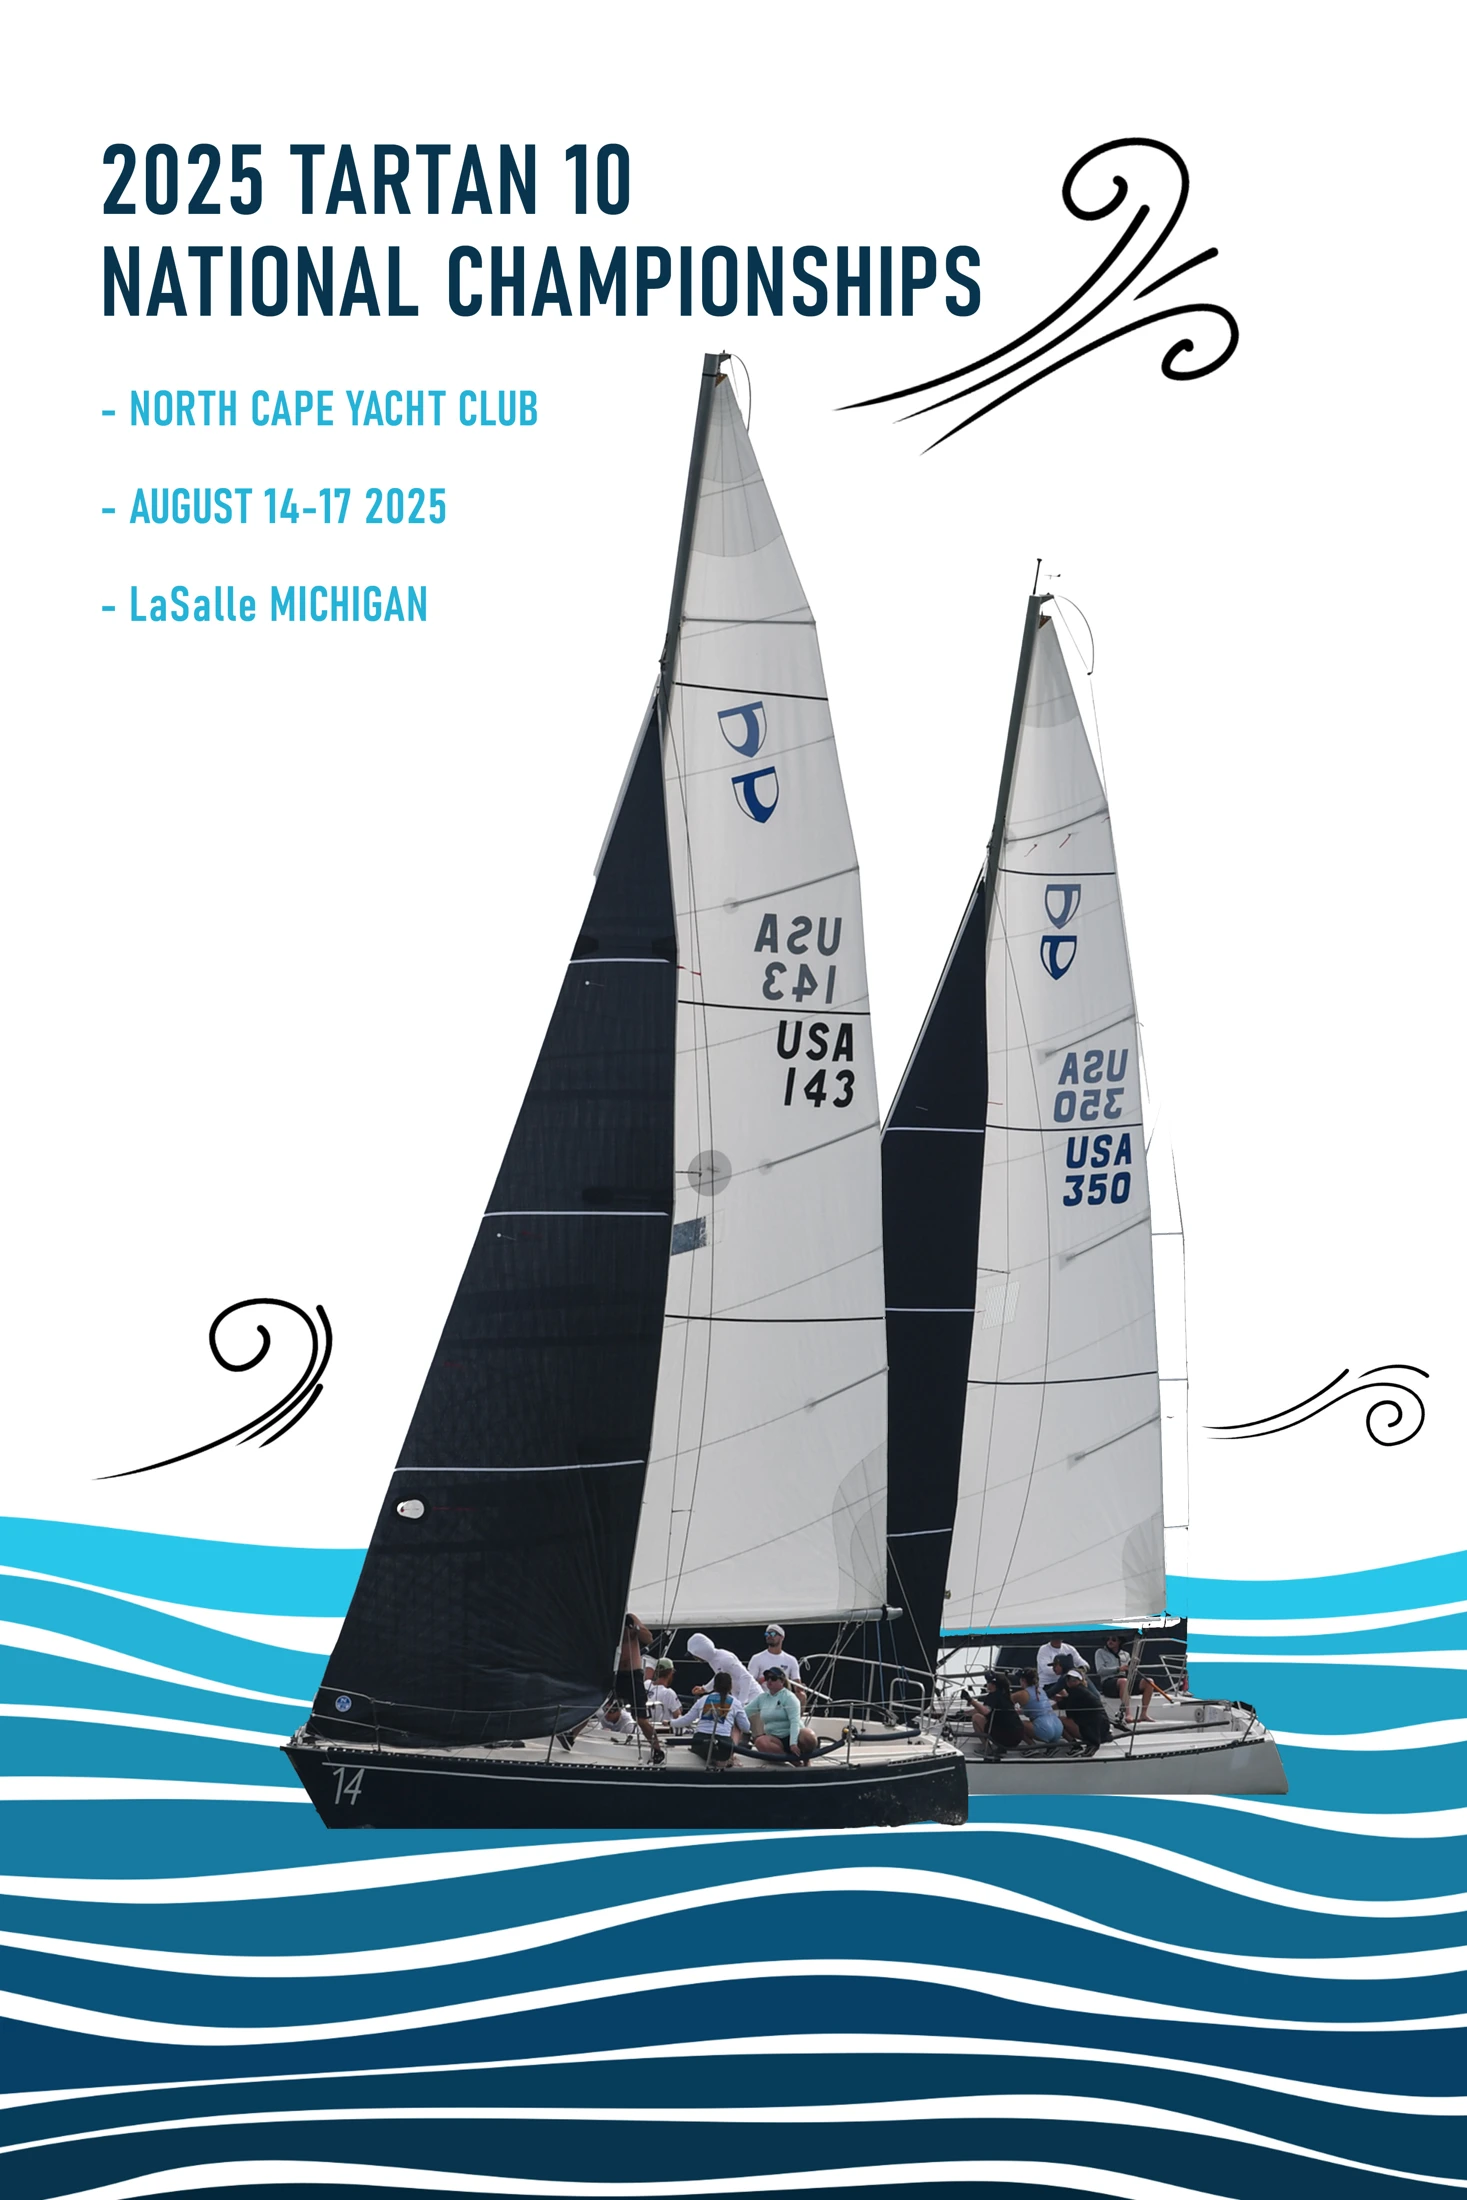 2025 TARTAN 10
NATIONAL CHAMPIONSHIPS
- NORTH CAPE YACHT CLUB
- AUGUST 14-17 2025
- LaSalle MICHIGAN
USA
143
USA
143
USA
350
USA
350
14